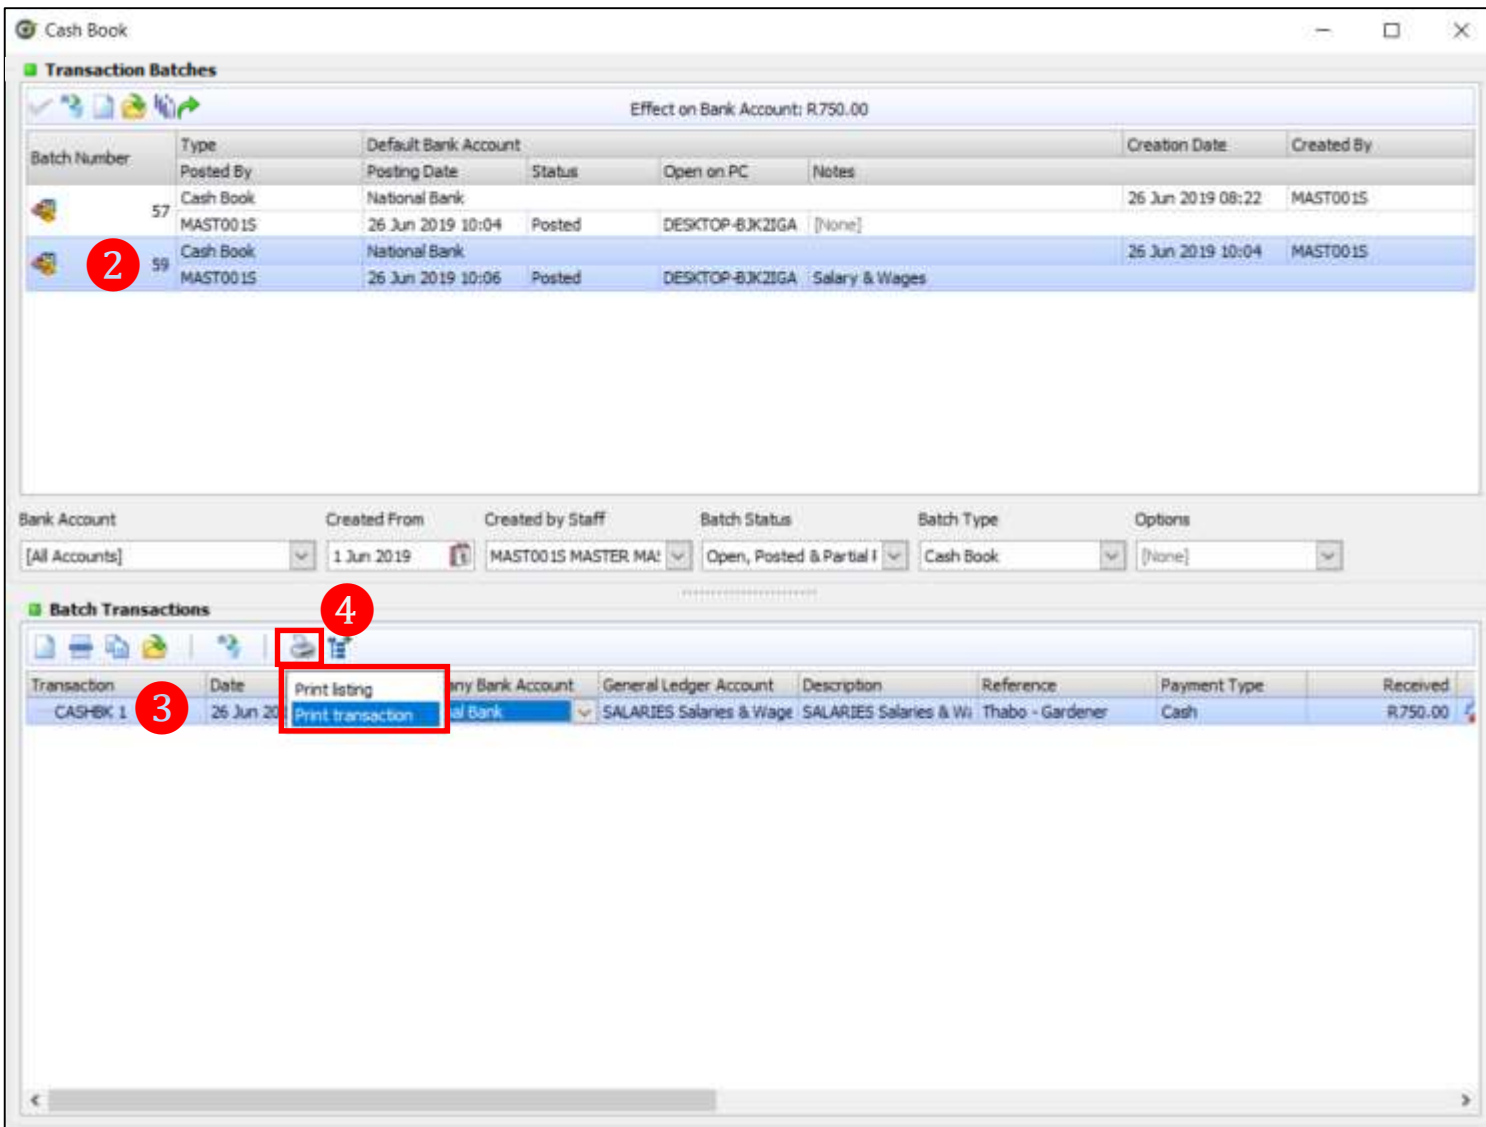 Cash Book
Transaction Batches
Effect on Bank Account: R750.00
Batch Number Type Default Bank Account Creation Date Created By
Posted By Posting Date Status Open on PC Notes
57 Cash Book National Bank 26 Jun 2019 08:22 MAST001S
MAST001S 26 Jun 2019 10:04 Posted DESKTOP-BJK2IGA [None]
2 59 Cash Book National Bank 26 Jun 2019 10:04 MAST001S
MAST001S 26 Jun 2019 10:06 Posted DESKTOP-BJK2IGA Salary & Wages
Bank Account Created From Created by Staff Batch Status Batch Type Options
[All Accounts] 1 Jun 2019 MAST001S MASTER MA Open, Posted & Partial Cash Book [None]
4
Batch Transactions
Transaction Date any Bank Account General Ledger Account Description Reference Payment Type Received
Print listing
3
CASHBK 1 26 Jun 20 Print transaction al Bank SALARIES Salaries & Wage SALARIES Salaries & W Thabo - Gardener Cash R750.00